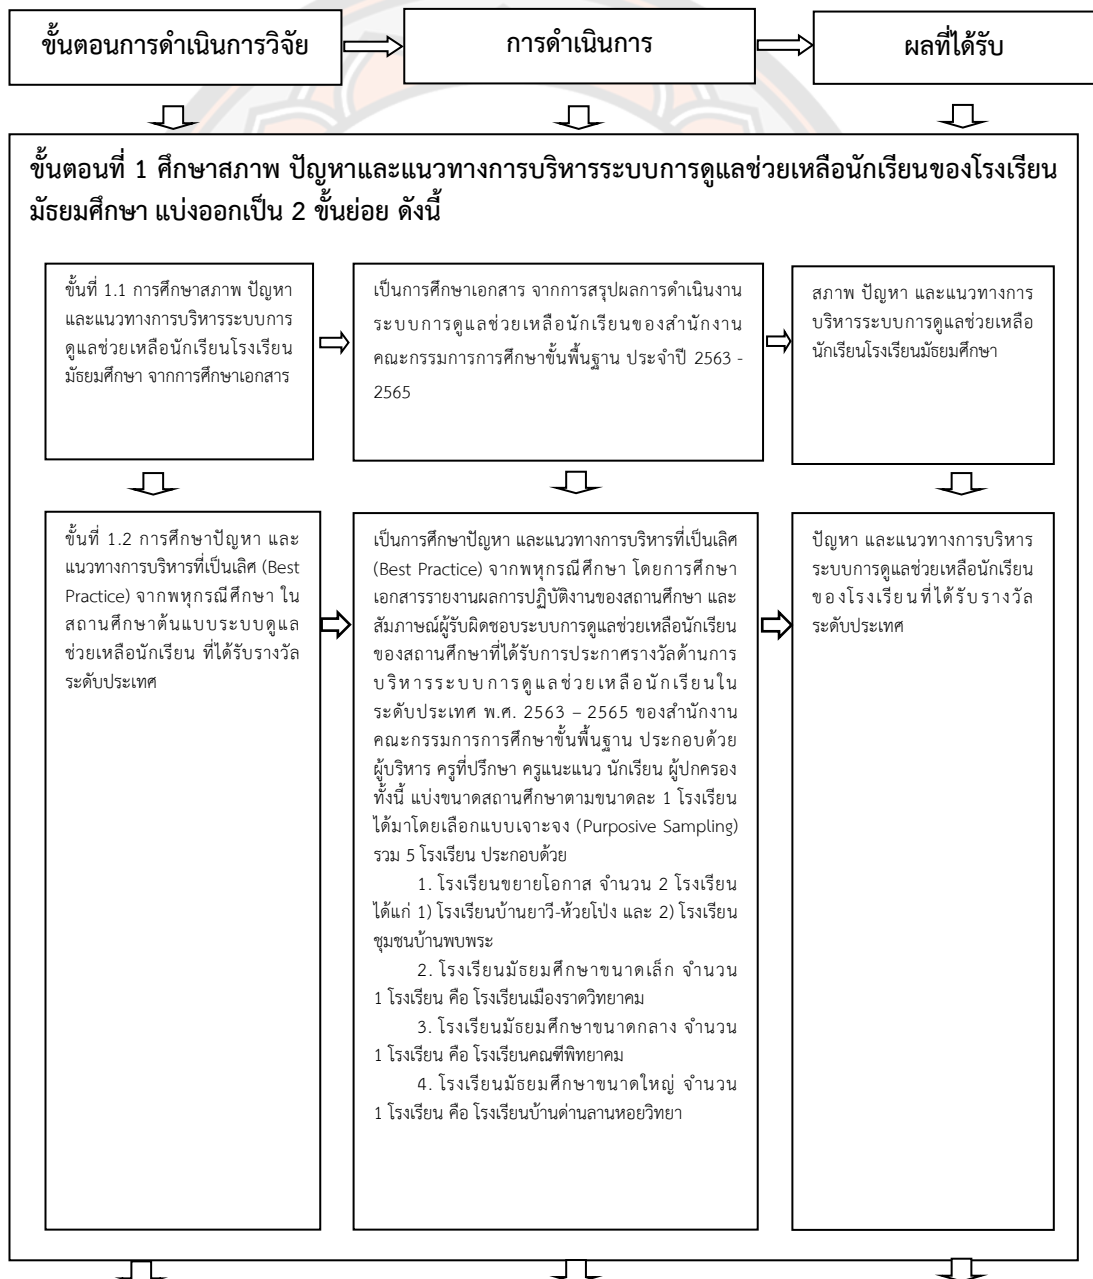 ขั้นตอนการดำเนินการวิจัย
การดำเนินการ
ผลที่ได้รับ
ขั้นตอนที่ 1 ศึกษาสภาพ ปัญหาและแนวทางการบริหารระบบการดูแลช่วยเหลือนักเรียนของโรงเรียน
มัธยมศึกษา แบ่งออกเป็น 2 ขั้นย่อย ดังนี้
ขั้นที่ 1.1 การศึกษาสภาพ ปัญหา
และแนวทางการบริหารระบบการ
ดูแลช่วยเหลือนักเรียนโรงเรียน
มัธยมศึกษา จากการศึกษาเอกสาร
เป็นการศึกษาเอกสาร จากการสรุปผลการดำเนินงาน
ระบบการดูแลช่วยเหลือนักเรียนของสำนักงาน
คณะกรรมการการศึกษาขั้นพื้นฐาน ประจำปี 2563 -
2565
สภาพ ปัญหา และแนวทางการ
บริหารระบบการดูแลช่วยเหลือ
นักเรียนโรงเรียนมัธยมศึกษา
ขั้นที่ 1.2 การศึกษาปัญหา และ
แนวทางการบริหารที่เป็นเลิศ (Best
Practice) จากพหุกรณีศึกษา ใน
สถานศึกษาต้นแบบระบบดูแล
ช่วยเหลือนักเรียน ที่ได้รับรางวัล
ระดับประเทศ
เป็นการศึกษาปัญหา และแนวทางการบริหารที่เป็นเลิศ
(Best Practice) จากพหุกรณีศึกษา โดยการศึกษา
เอกสารรายงานผลการปฏิบัติงานของสถานศึกษา และ
สัมภาษณ์ผู้รับผิดชอบระบบการดูแลช่วยเหลือนักเรียน
ของสถานศึกษาที่ได้รับการประกาศรางวัลด้านการ
บริหารระบบการดูแลช่วยเหลือนักเรียนใน
ระดับประเทศ พ.ศ. 2563 – 2565 ของสำนักงาน
คณะกรรมการการศึกษาขั้นพื้นฐาน ประกอบด้วย
ผู้บริหาร ครูที่ปรึกษา ครูแนะแนว นักเรียน ผู้ปกครอง
ทั้งนี้ แบ่งขนาดสถานศึกษาตามขนาดละ 1 โรงเรียน
ได้มาโดยเลือกแบบเจาะจง (Purposive Sampling)
รวม 5 โรงเรียน ประกอบด้วย
1. โรงเรียนขยายโอกาส จำนวน 2 โรงเรียน
ได้แก่ 1) โรงเรียนบ้านยาวี-ห้วยโป่ง และ 2) โรงเรียน
ชุมชนบ้านพบพระ
2. โรงเรียนมัธยมศึกษาขนาดเล็ก จำนวน
1 โรงเรียน คือ โรงเรียนเมืองราดวิทยาคม
3. โรงเรียนมัธยมศึกษาขนาดกลาง จำนวน
1 โรงเรียน คือ โรงเรียนคณฑีพิทยาคม
4. โรงเรียนมัธยมศึกษาขนาดใหญ่ จำนวน
1 โรงเรียน คือ โรงเรียนบ้านด่านลานหอยวิทยา
ปัญหา และแนวทางการบริหาร
ระบบการดูแลช่วยเหลือนักเรียน
ของโรงเรียนที่ได้รับรางวัล
ระดับประเทศ